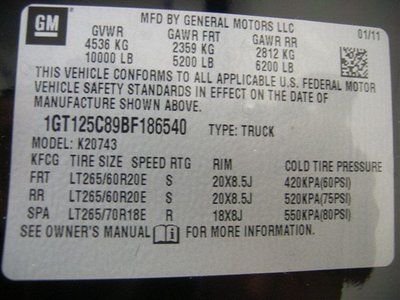 GM
MFD BY GENERAL MOTORS LLC
GVWR GAWR FRT GAWR RR 01/11
4536 KG 2359 KG 2812 KG
10000 LB 5200 LB 6200 LB
THIS VEHICLE CONFORMS TO ALL APPLICABLE U.S. FEDERAL MOTOR
VEHICLE SAFETY STANDARDS IN EFFECT ON THE DATE OF
MANUFACTURE SHOWN ABOVE.
1GT125C89BF186540 TYPE: TRUCK
MODEL: K20743
KFCG TIRE SIZE SPEED RTG RIM COLD TIRE PRESSURE
FRT LT265/60R20E S 20X8.5J 420KPA(60PSI)
RR LT265/60R20E S 20X8.5J 520KPA(75PSI)
SPA LT265/70R18E R 18X8J 550KPA(80PSI)
SEE OWNER'S MANUAL i FOR MORE INFORMATION.